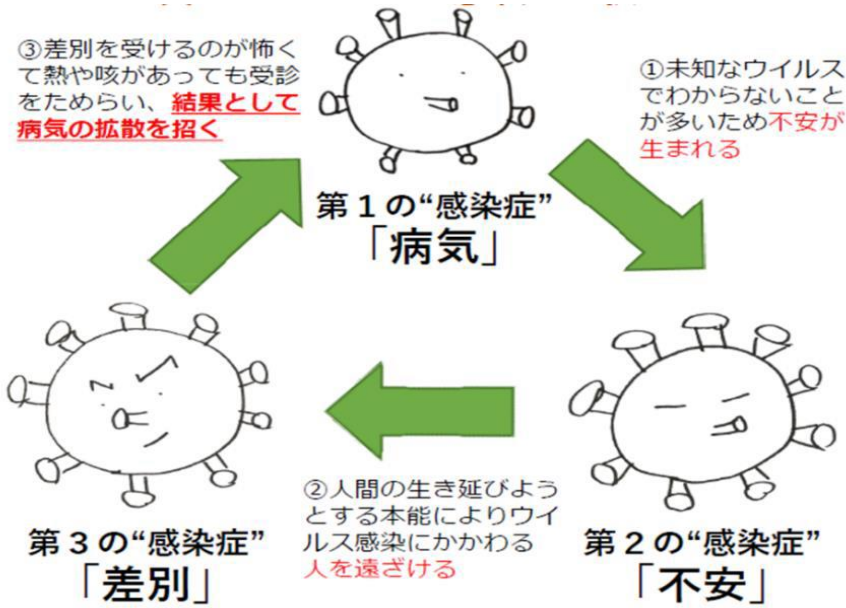 ③差別を受けるのが怖く
て熱や咳があっても受診
をためらい、結果として
病気の拡散を招く
①未知なウイルス
でわからないこと
が多いため不安が
生まれる
第1の“感染症”
「病気」
②人間の生き延びよう
とする本能によりウイ
ルス感染にかかわる
人を遠ざける
第3の“感染症”
「差別」
第2の“感染症”
「不安」